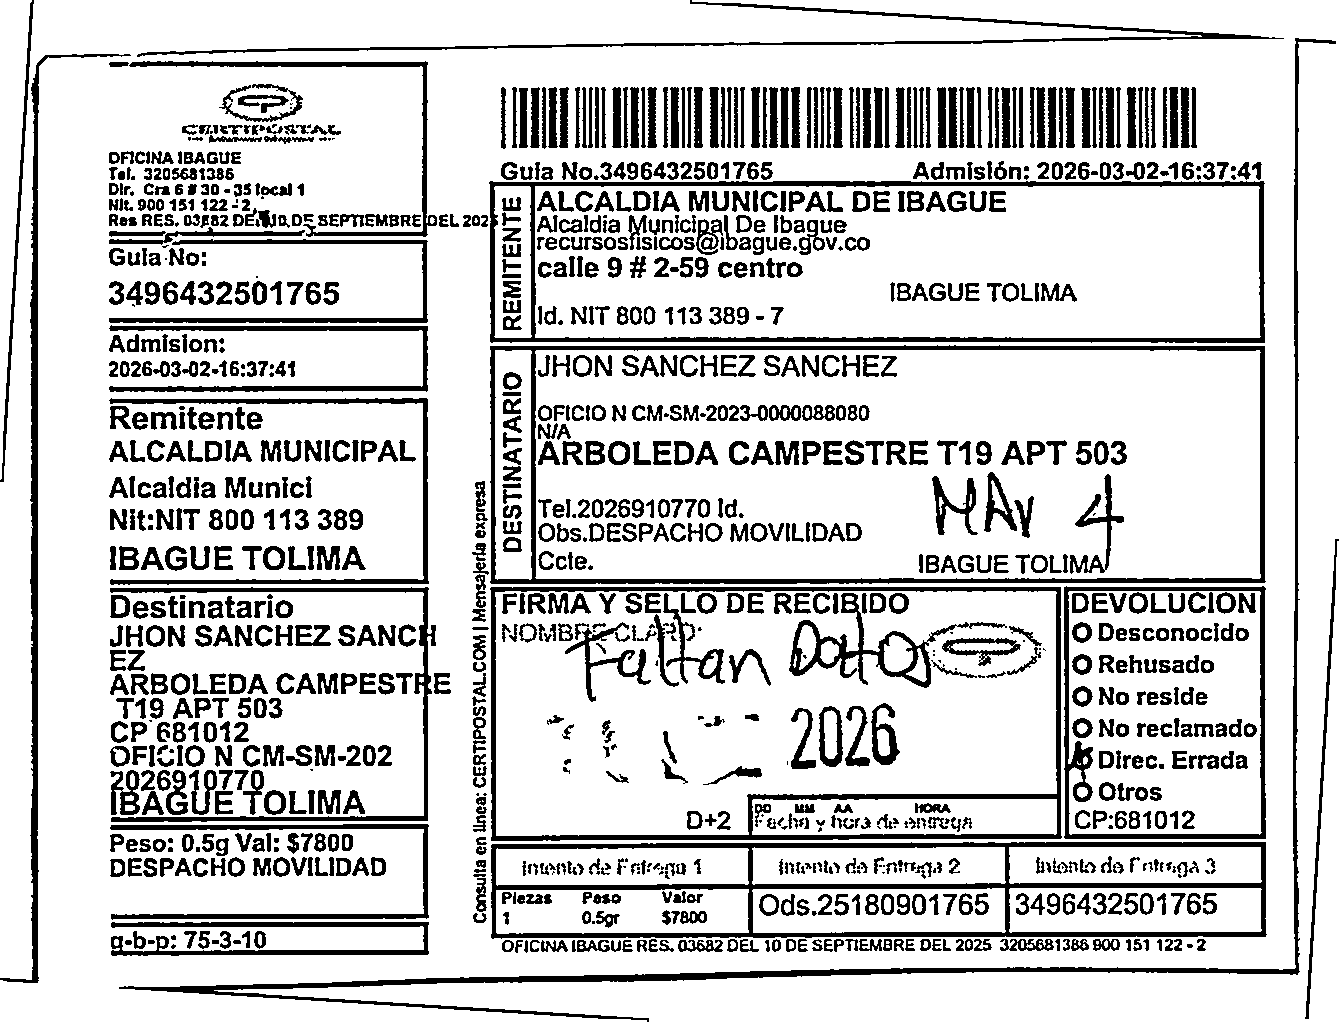 CERTIPOSTAL
OFICINA IBAGUE
Tel. 3205681386
Dir. Cra 6 # 30 - 35 local 1
Nit. 900 151 122 - 2
Res RES. 03682 DEL 10 DE SEPTIEMBRE DEL 2025
Guia No:
3496432501765
Admision:
2026-03-02-16:37:41
Remitente
ALCALDIA MUNICIPAL
Alcaldia Munici
Nit:NIT 800 113 389
IBAGUE TOLIMA
Destinatario
JHON SANCHEZ SANCH
EZ
ARBOLEDA CAMPESTRE
T19 APT 503
CP 681012
OFICIO N CM-SM-202
2026910770
IBAGUE TOLIMA
Peso: 0.5g Val: $7800
DESPACHO MOVILIDAD
g-b-p: 75-3-10
Consulta en linea: CERTIPOSTAL.COM | Mensajeria expresa
Guia No.3496432501765 Admisión: 2026-03-02-16:37:41
REMITENTE
ALCALDIA MUNICIPAL DE IBAGUE
Alcaldia Municipal De Ibague
recursosfisicos@ibague.gov.co
calle 9 # 2-59 centro
IBAGUE TOLIMA
Id. NIT 800 113 389 - 7
DESTINATARIO
JHON SANCHEZ SANCHEZ
OFICIO N CM-SM-2023-0000088080
N/A
ARBOLEDA CAMPESTRE T19 APT 503
Tel.2026910770 Id.
Obs.DESPACHO MOVILIDAD
Ccte.
IBAGUE TOLIMA
4
FIRMA Y SELLO DE RECIBIDO
NOMBRE CLARO:
Faltan Datos
2026
D+2
DD MM AA HORA
Fecha y hora de entrega
DEVOLUCION
Desconocido
Rehusado
No reside
No reclamado
Direc. Errada
Otros
CP:681012
Intento de Entrega 1 Intento de Entrega 2 Intento de Entrega 3
Piezas Peso Valor
1 0.5gr $7800
Ods.25180901765 3496432501765
OFICINA IBAGUE RES. 03682 DEL 10 DE SEPTIEMBRE DEL 2025 3205681386 900 151 122 - 2